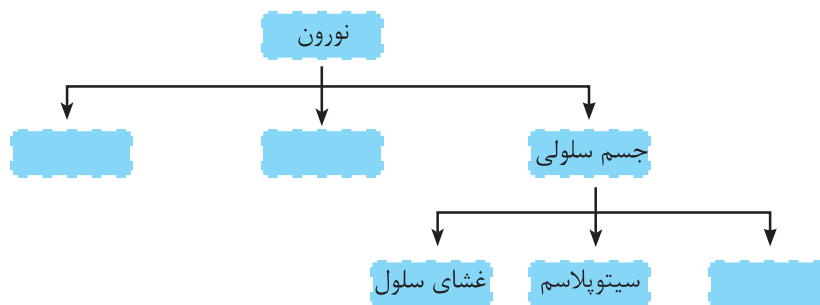 نورون
جسم سلولی
سیتوپلاسم
غشای سلول